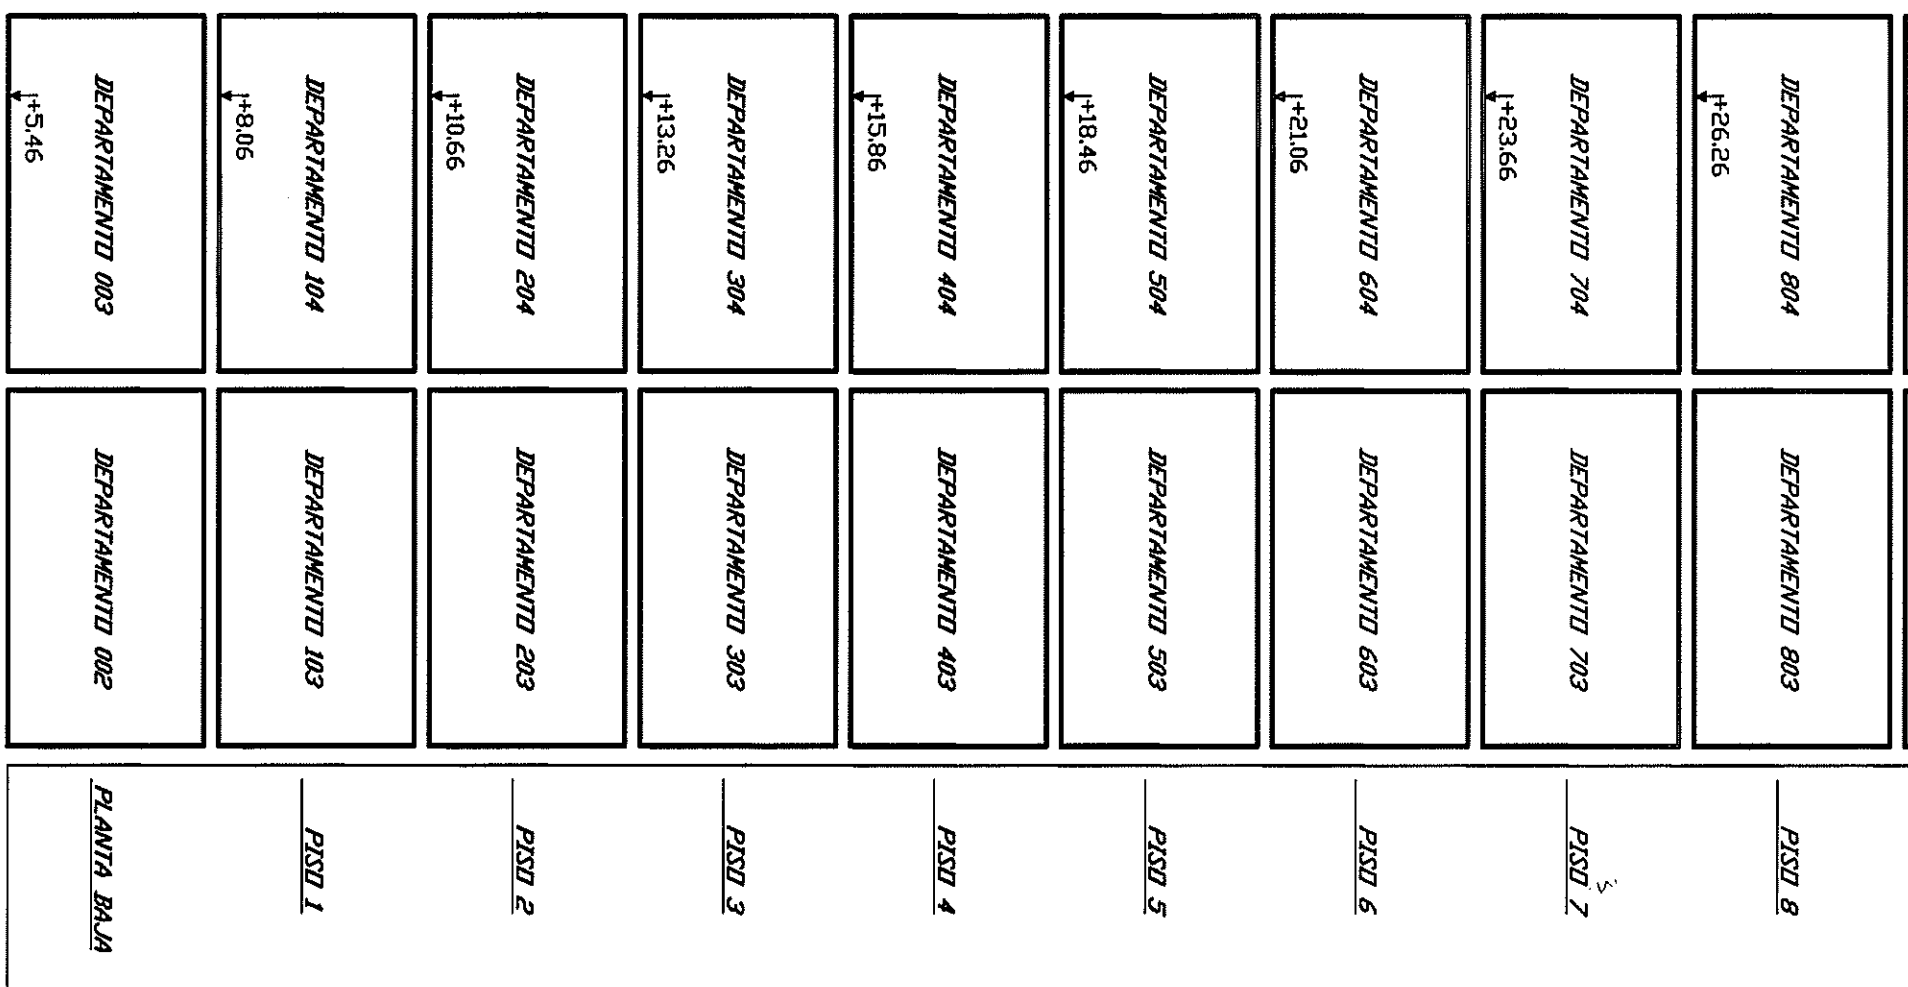 DEPARTAMENTO 804
+26.26
DEPARTAMENTO 803
PISO 8
DEPARTAMENTO 704
+23.66
DEPARTAMENTO 703
PISO 7
DEPARTAMENTO 604
+21.06
DEPARTAMENTO 603
PISO 6
DEPARTAMENTO 504
+18.46
DEPARTAMENTO 503
PISO 5
DEPARTAMENTO 404
+15.86
DEPARTAMENTO 403
PISO 4
DEPARTAMENTO 304
+13.26
DEPARTAMENTO 303
PISO 3
DEPARTAMENTO 204
+10.66
DEPARTAMENTO 203
PISO 2
DEPARTAMENTO 104
+8.06
DEPARTAMENTO 103
PISO 1
DEPARTAMENTO 003
+5.46
DEPARTAMENTO 002
PLANTA BAJA